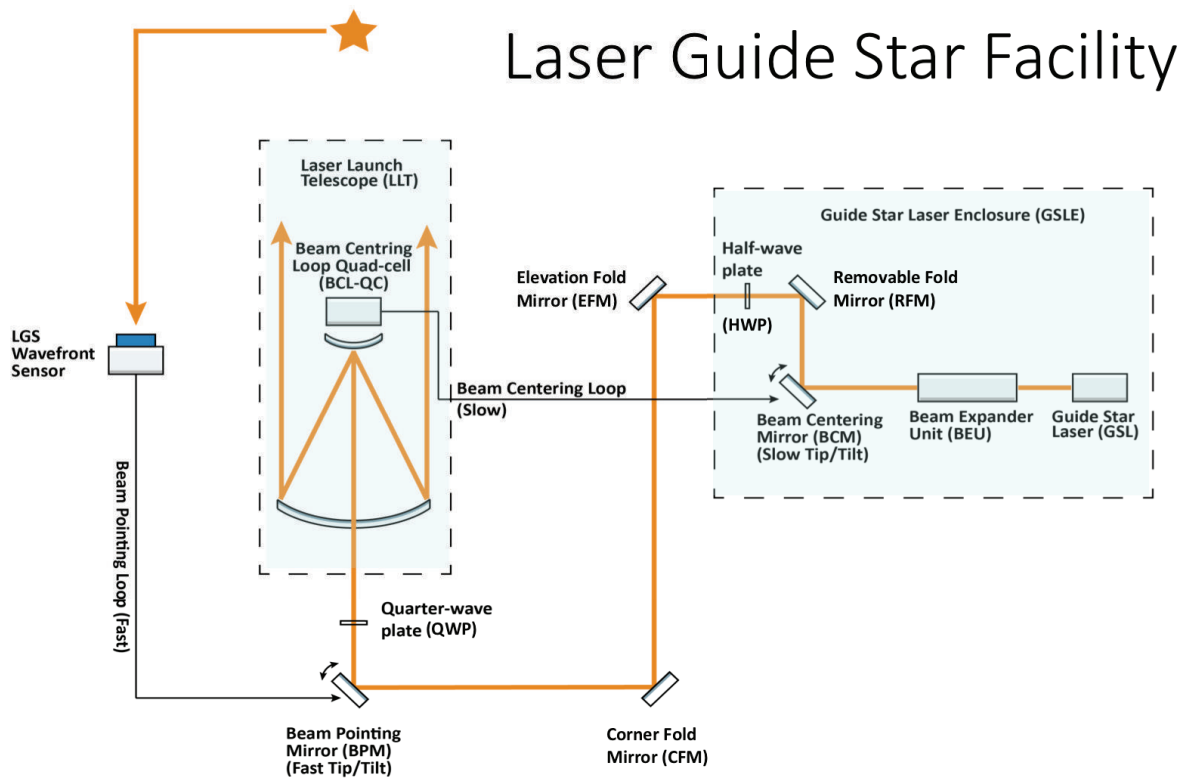 Laser Guide Star Facility
Laser Launch
Telescope (LLT)
Beam Centring
Loop Quad-cell
(BCL-QC)
Guide Star Laser Enclosure (GSLE)
Half-wave
plate
(HWP)
Removable Fold
Mirror (RFM)
Elevation Fold
Mirror (EFM)
LGS
Wavefront
Sensor
Beam Centering Loop
(Slow)
Beam Centering
Mirror (BCM)
(Slow Tip/Tilt)
Beam Expander
Unit (BEU)
Guide Star
Laser (GSL)
Beam Pointing Loop (Fast)
Quarter-wave
plate (QWP)
Beam Pointing
Mirror (BPM)
(Fast Tip/Tilt)
Corner Fold
Mirror (CFM)